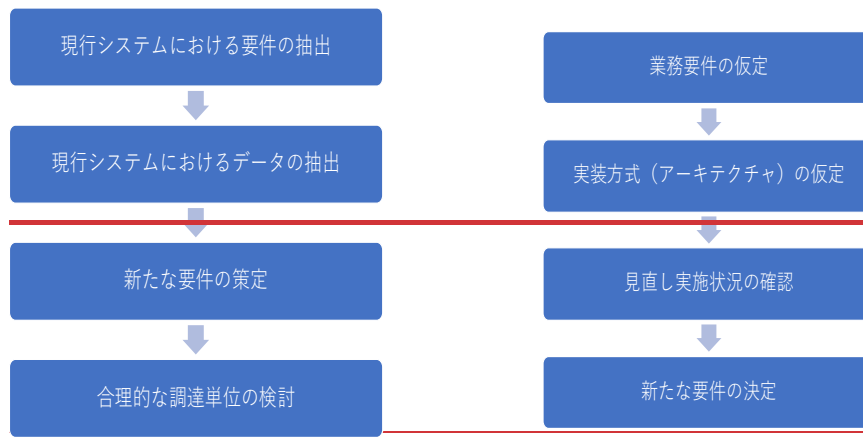 現行システムにおける要件の抽出
現行システムにおけるデータの抽出
新たな要件の策定
合理的な調達単位の検討
業務要件の仮定
実装方式（アーキテクチャ）の仮定
見直し実施状況の確認
新たな要件の決定